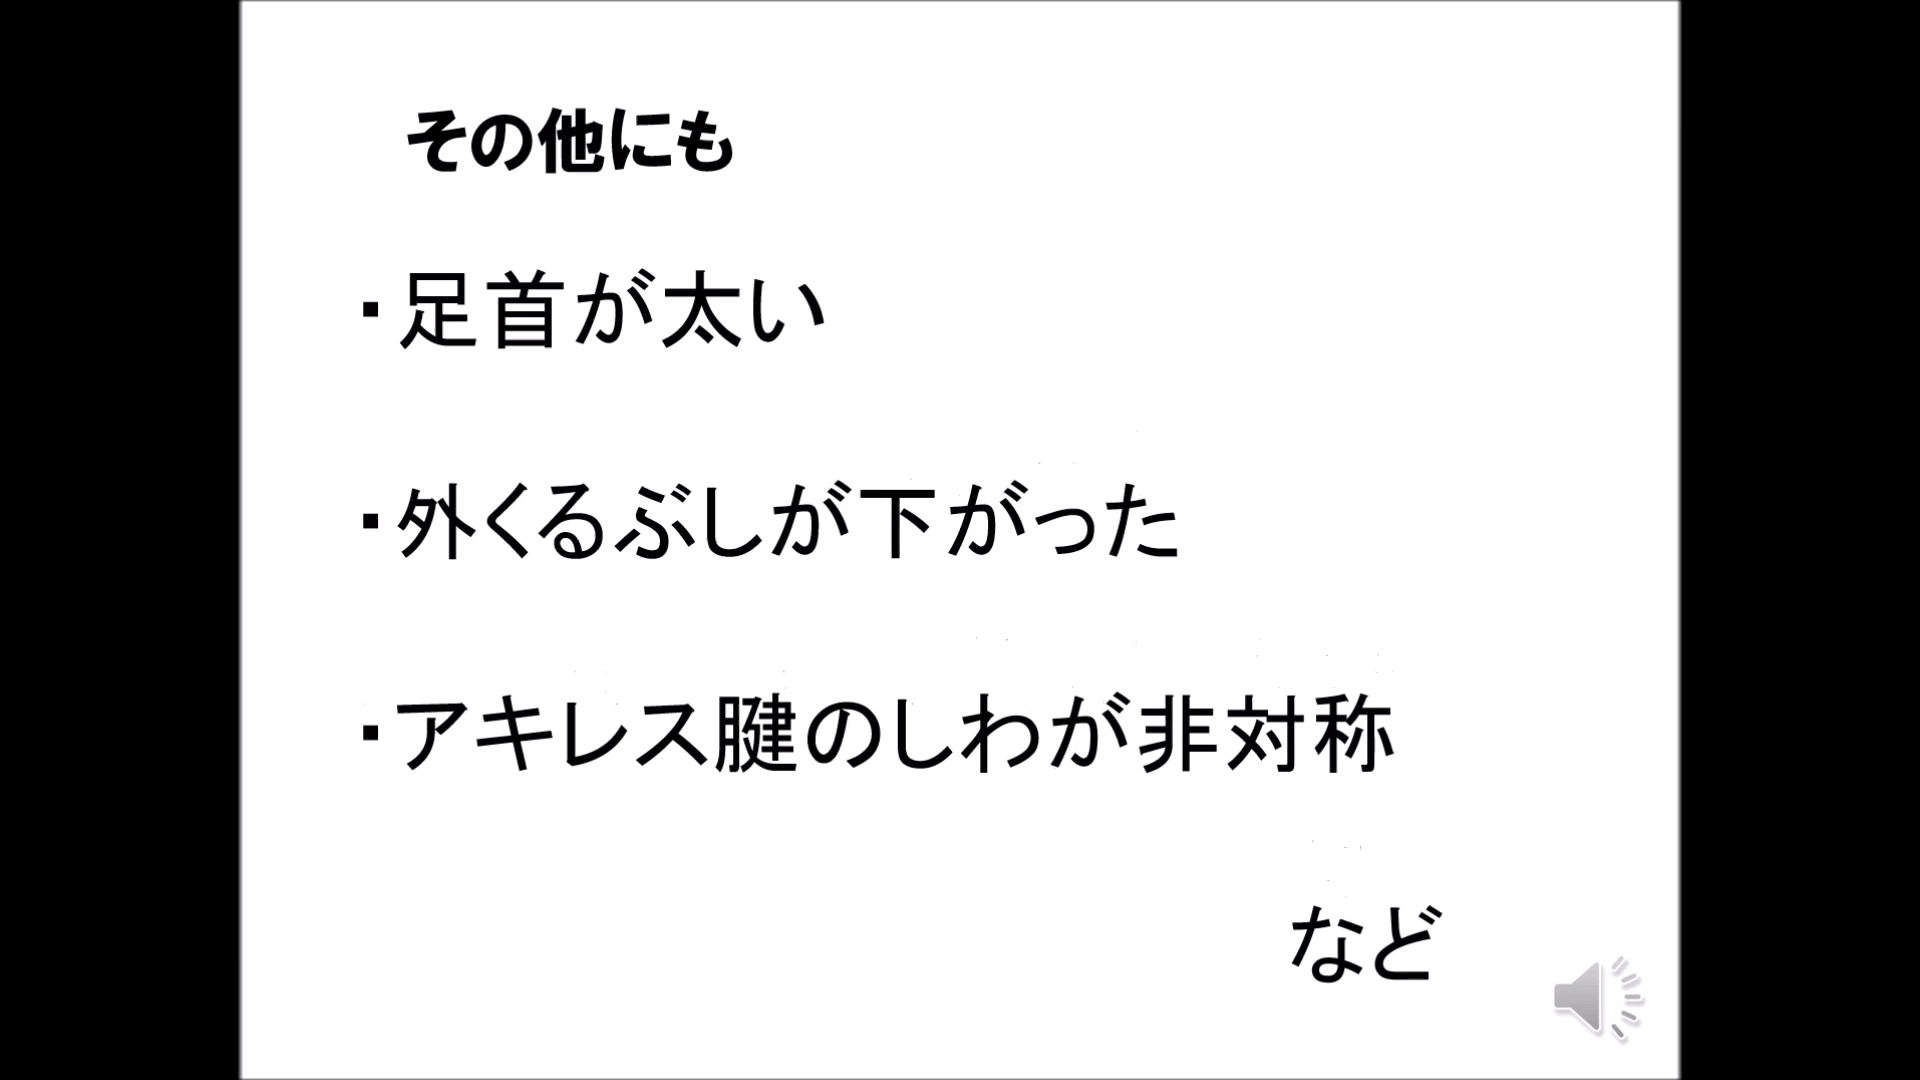 その他にも
・足首が太い
・外くるぶしが下がった
・アキレス腱のしわが非対称
など